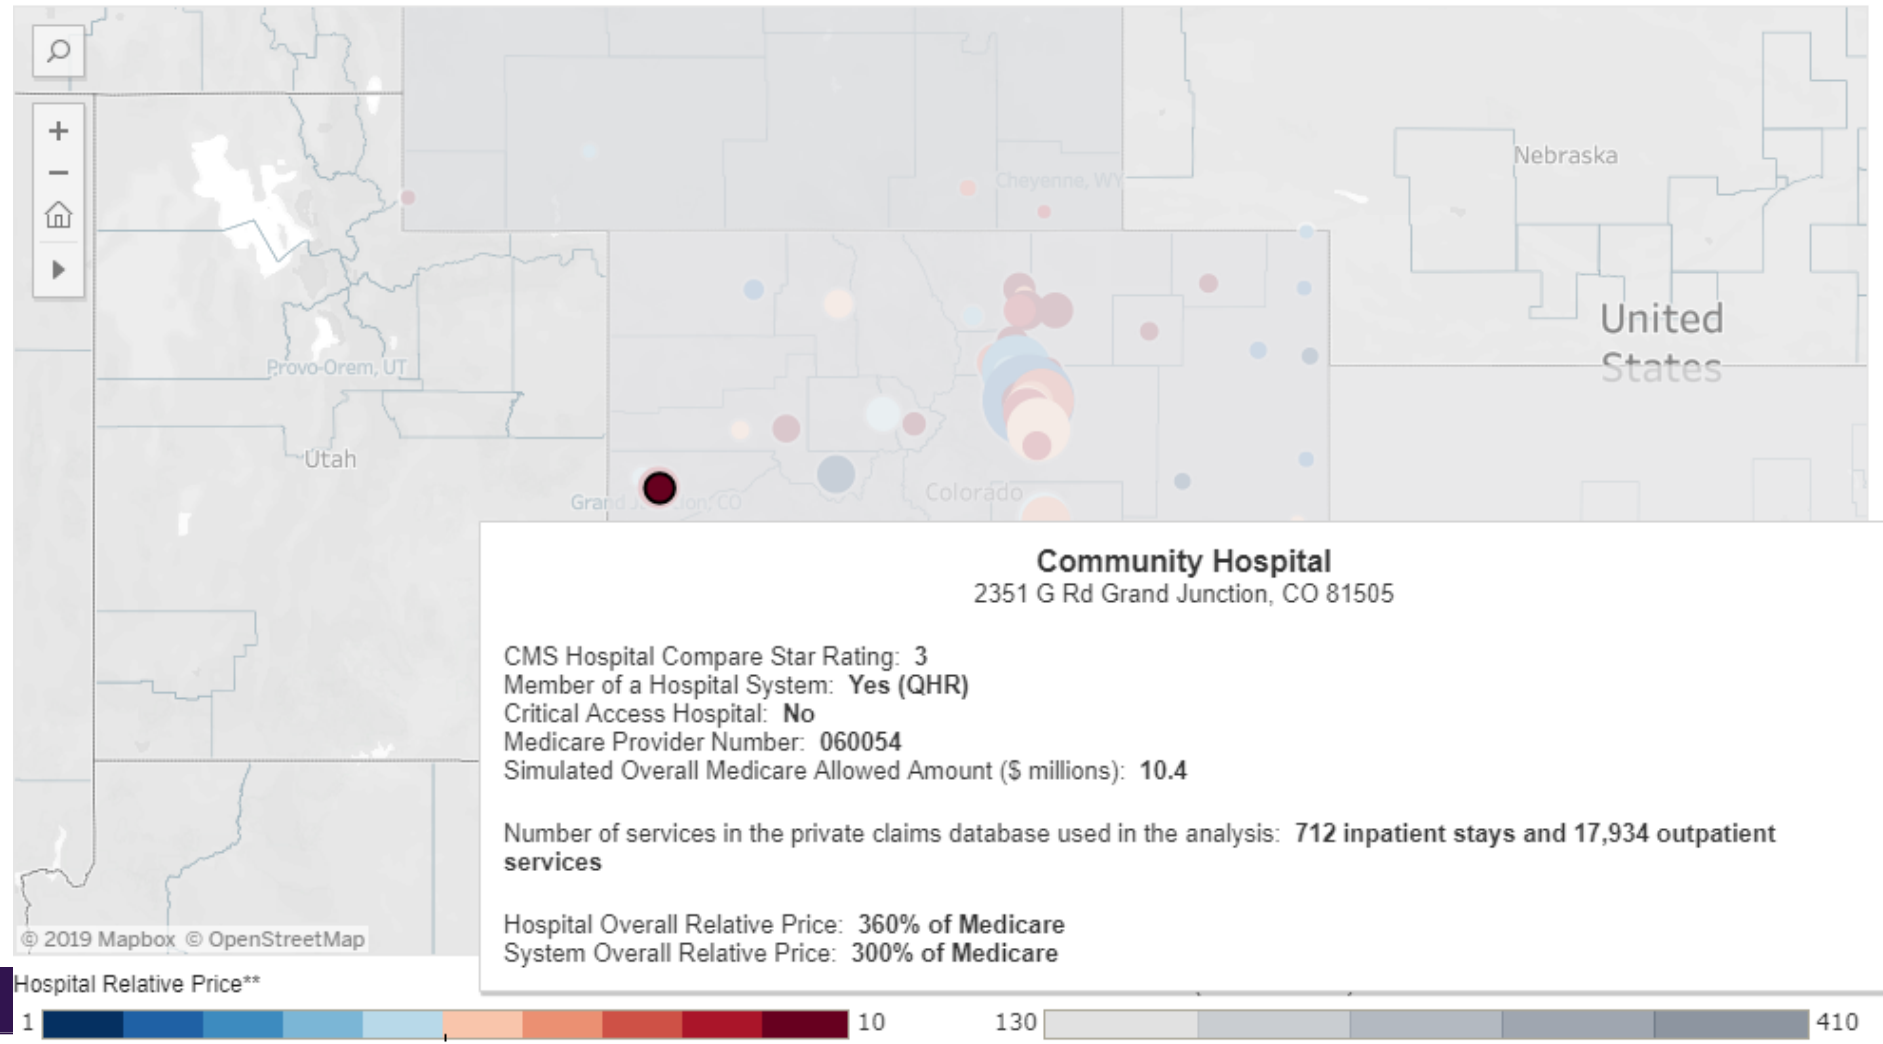 Nebraska
Cheyenne, WY
United
States
Provo-Orem, UT
Utah
Colorado
Community Hospital
2351 G Rd Grand Junction, CO 81505
CMS Hospital Compare Star Rating: 3
Member of a Hospital System: Yes (QHR)
Critical Access Hospital: No
Medicare Provider Number: 060054
Simulated Overall Medicare Allowed Amount ($ millions): 10.4
Number of services in the private claims database used in the analysis: 712 inpatient stays and 17,934 outpatient
services
Hospital Overall Relative Price: 360% of Medicare
System Overall Relative Price: 300% of Medicare
© 2019 Mapbox © OpenStreetMap
Hospital Relative Price**
1
10
130
410